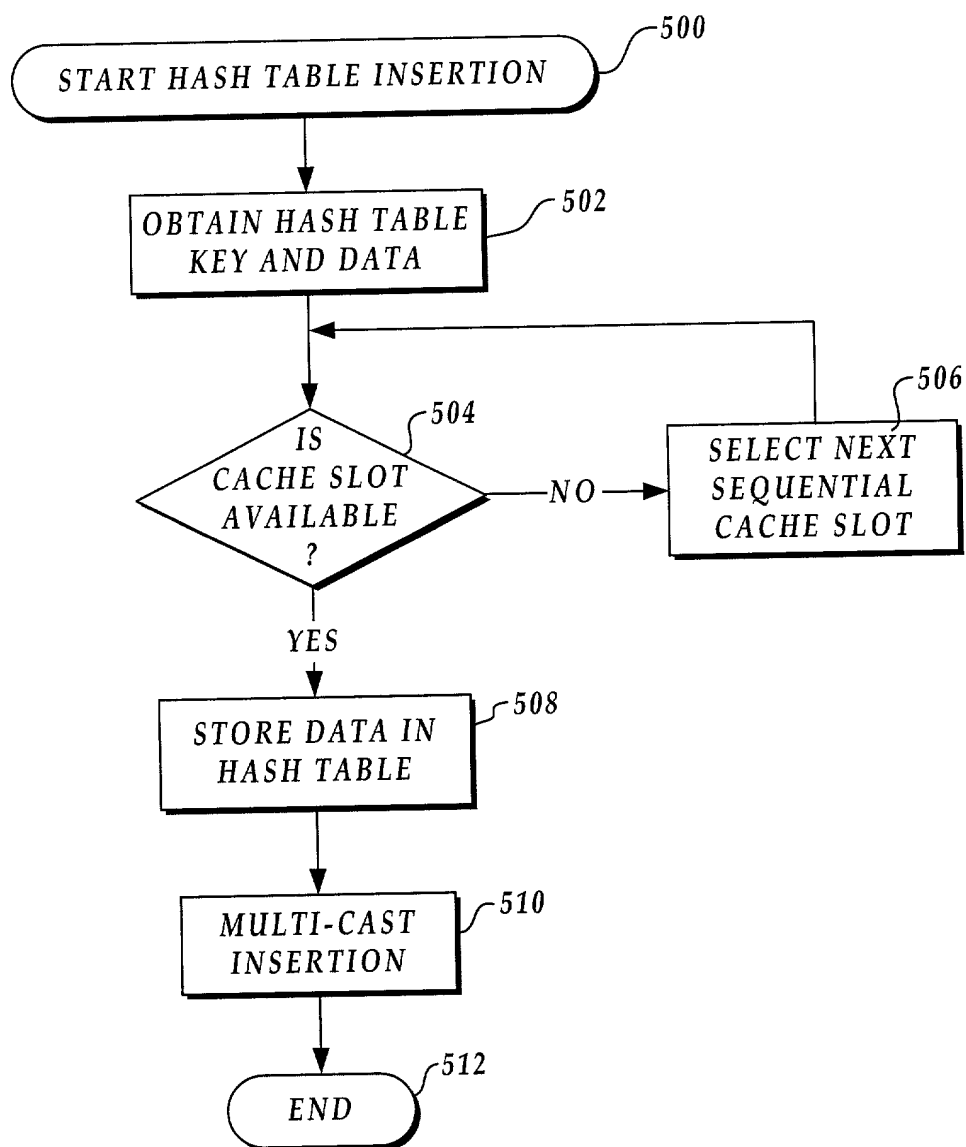 500
START HASH TABLE INSERTION
502
OBTAIN HASH TABLE
KEY AND DATA
504
IS
CACHE SLOT
AVAILABLE
?
NO
506
SELECT NEXT
SEQUENTIAL
CACHE SLOT
YES
508
STORE DATA IN
HASH TABLE
510
MULTI-CAST
INSERTION
512
END